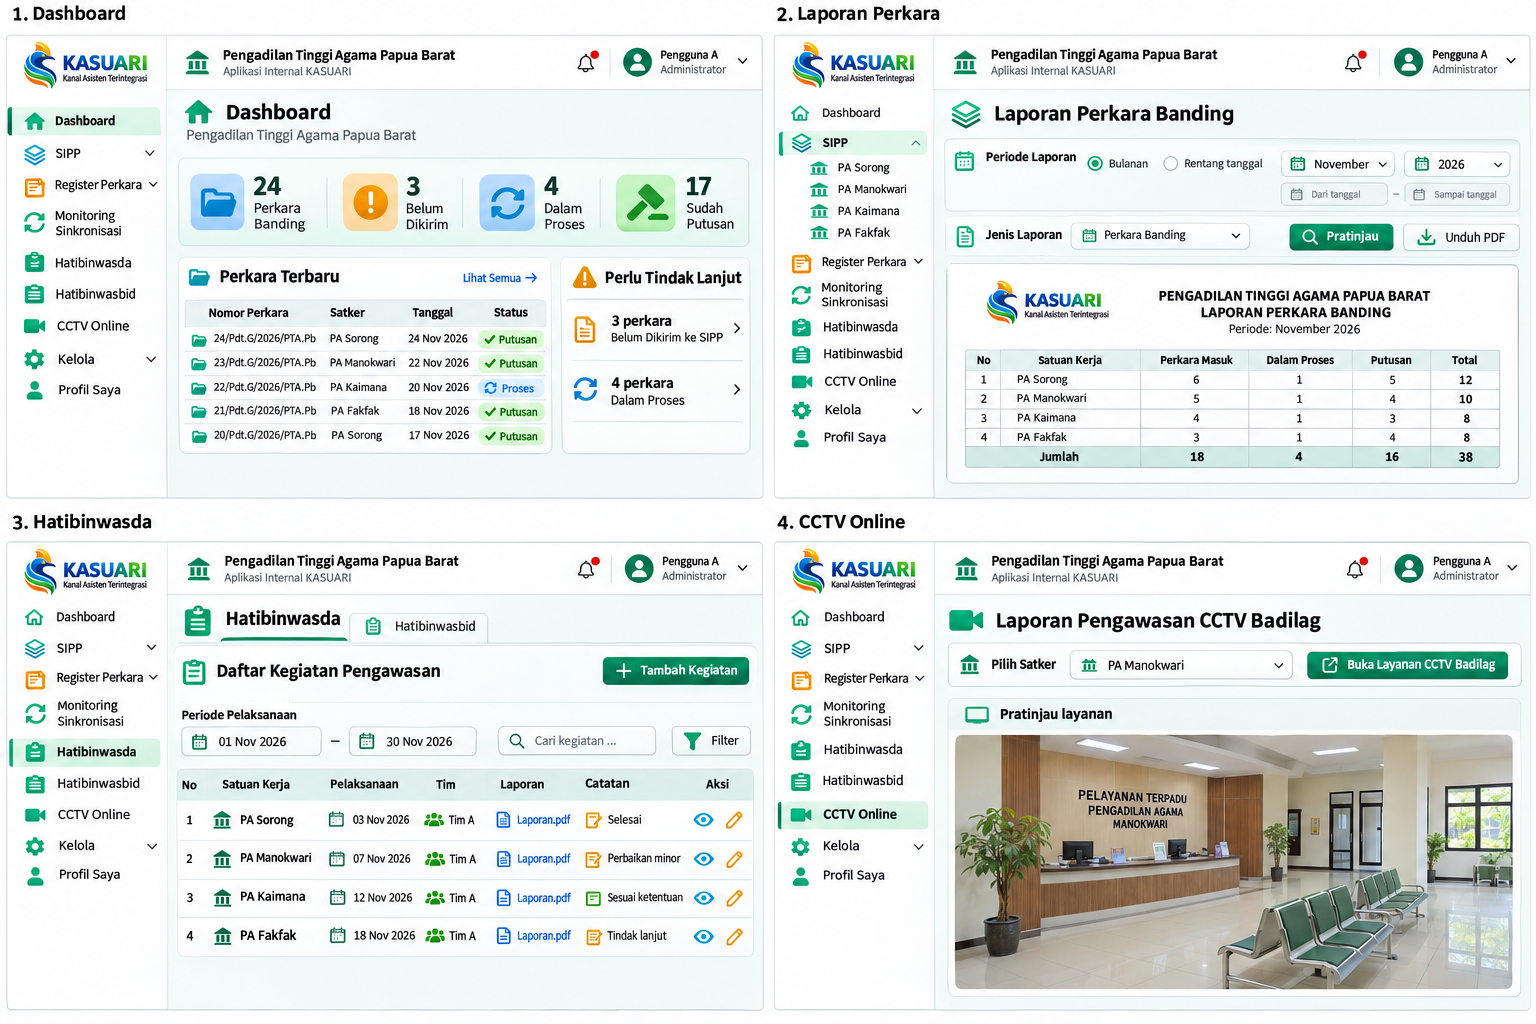 1. Dashboard
KASUARI
Kanal Asisten Terintegrasi
Pengadilan Tinggi Agama Papua Barat
Aplikasi Internal KASUARI
Pengguna A
Administrator
Dashboard
SIPP
Register Perkara
Monitoring
Sinkronisasi
Hatibinwasda
Hatibinwasbid
CCTV Online
Kelola
Profil Saya
Dashboard
Pengadilan Tinggi Agama Papua Barat
24
Perkara
Banding
3
Belum
Dikirim
4
Dalam
Proses
17
Sudah
Putusan
Perkara Terbaru
Lihat Semua →
Nomor Perkara Satker Tanggal Status
24/Pdt.G/2026/PTA.Pb PA Sorong 24 Nov 2026 Putusan
23/Pdt.G/2026/PTA.Pb PA Manokwari 22 Nov 2026 Putusan
22/Pdt.G/2026/PTA.Pb PA Kaimana 20 Nov 2026 Proses
21/Pdt.G/2026/PTA.Pb PA Fakfak 18 Nov 2026 Putusan
20/Pdt.G/2026/PTA.Pb PA Sorong 17 Nov 2026 Putusan
Perlu Tindak Lanjut
3 perkara
Belum Dikirim ke SIPP
4 perkara
Dalam Proses
2. Laporan Perkara
KASUARI
Kanal Asisten Terintegrasi
Pengadilan Tinggi Agama Papua Barat
Aplikasi Internal KASUARI
Pengguna A
Administrator
Dashboard
SIPP
PA Sorong
PA Manokwari
PA Kaimana
PA Fakfak
Register Perkara
Monitoring
Sinkronisasi
Hatibinwasda
Hatibinwasbid
CCTV Online
Kelola
Profil Saya
Laporan Perkara Banding
Periode Laporan Bulanan Rentang tanggal November 2026
Dari tanggal – Sampai tanggal
Jenis Laporan Perkara Banding Pratinjau Unduh PDF
KASUARI
Kanal Asisten Terintegrasi
PENGADILAN TINGGI AGAMA PAPUA BARAT
LAPORAN PERKARA BANDING
Periode: November 2026
No Satuan Kerja Perkara Masuk Dalam Proses Putusan Total
1 PA Sorong 6 1 5 12
2 PA Manokwari 5 1 4 10
3 PA Kaimana 4 1 3 8
4 PA Fakfak 3 1 4 8
Jumlah 18 4 16 38
3. Hatibinwasda
KASUARI
Kanal Asisten Terintegrasi
Pengadilan Tinggi Agama Papua Barat
Aplikasi Internal KASUARI
Pengguna A
Administrator
Dashboard
SIPP
Register Perkara
Monitoring
Sinkronisasi
Hatibinwasda
Hatibinwasbid
CCTV Online
Kelola
Profil Saya
Hatibinwasda Hatibinwasbid
Daftar Kegiatan Pengawasan
+ Tambah Kegiatan
Periode Pelaksanaan
01 Nov 2026 – 30 Nov 2026 Cari kegiatan ... Filter
No Satuan Kerja Pelaksanaan Tim Laporan Catatan Aksi
1 PA Sorong 03 Nov 2026 Tim A Laporan.pdf Selesai
2 PA Manokwari 07 Nov 2026 Tim A Laporan.pdf Perbaikan minor
3 PA Kaimana 12 Nov 2026 Tim A Laporan.pdf Sesuai ketentuan
4 PA Fakfak 18 Nov 2026 Tim A Laporan.pdf Tindak lanjut
4. CCTV Online
KASUARI
Kanal Asisten Terintegrasi
Pengadilan Tinggi Agama Papua Barat
Aplikasi Internal KASUARI
Pengguna A
Administrator
Dashboard
SIPP
Register Perkara
Monitoring
Sinkronisasi
Hatibinwasda
Hatibinwasbid
CCTV Online
Kelola
Profil Saya
Laporan Pengawasan CCTV Badilag
Pilih Satker PA Manokwari Buka Layanan CCTV Badilag
Pratinjau layanan
PELAYANAN TERPADU
PENGADILAN AGAMA
MANOKWARI